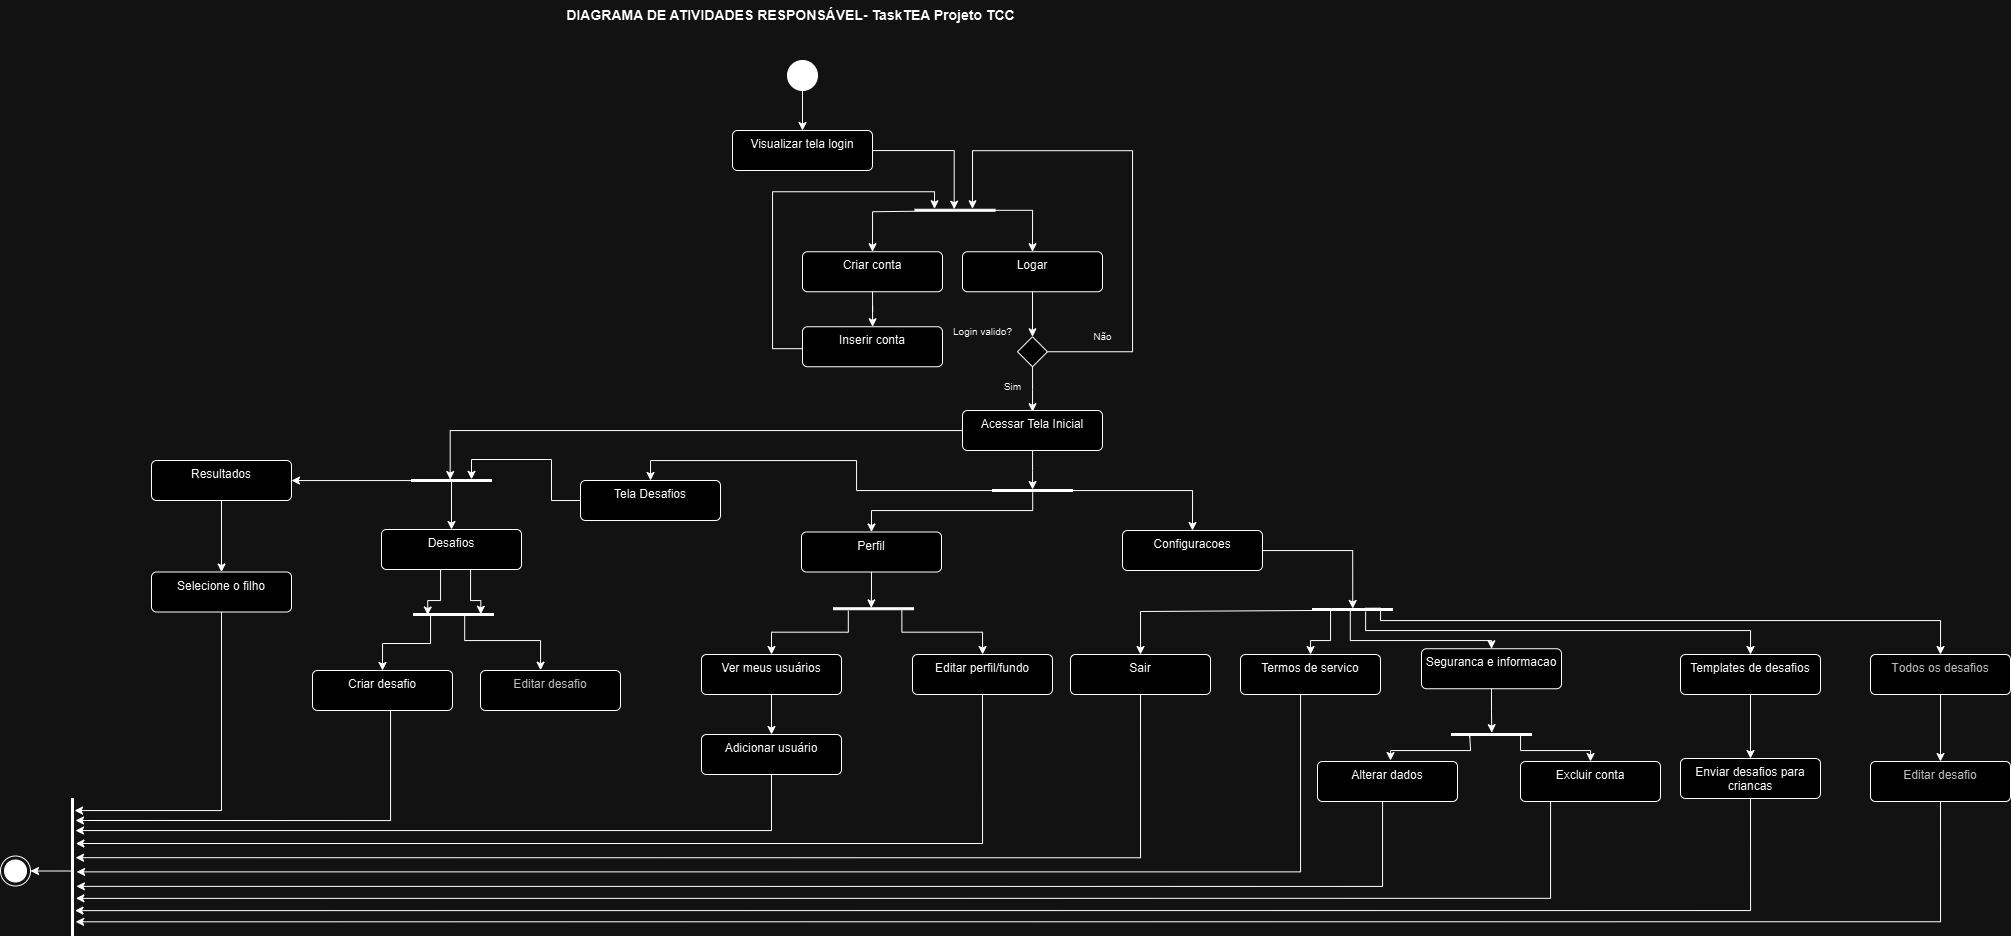 DIAGRAMA DE ATIVIDADES RESPONSÁVEL- TaskTEA Projeto TCC
Visualizar tela login
Criar conta
Logar
Login valido?
Não
Inserir conta
Sim
Acessar Tela Inicial
Resultados
Tela Desafios
Desafios
Perfil
Configuracoes
Selecione o filho
Criar desafio
Editar desafio
Ver meus usuários
Editar perfil/fundo
Sair
Termos de servico
Seguranca e informacao
Templates de desafios
Todos os desafios
Adicionar usuário
Alterar dados
Excluir conta
Enviar desafios para
criancas
Editar desafio